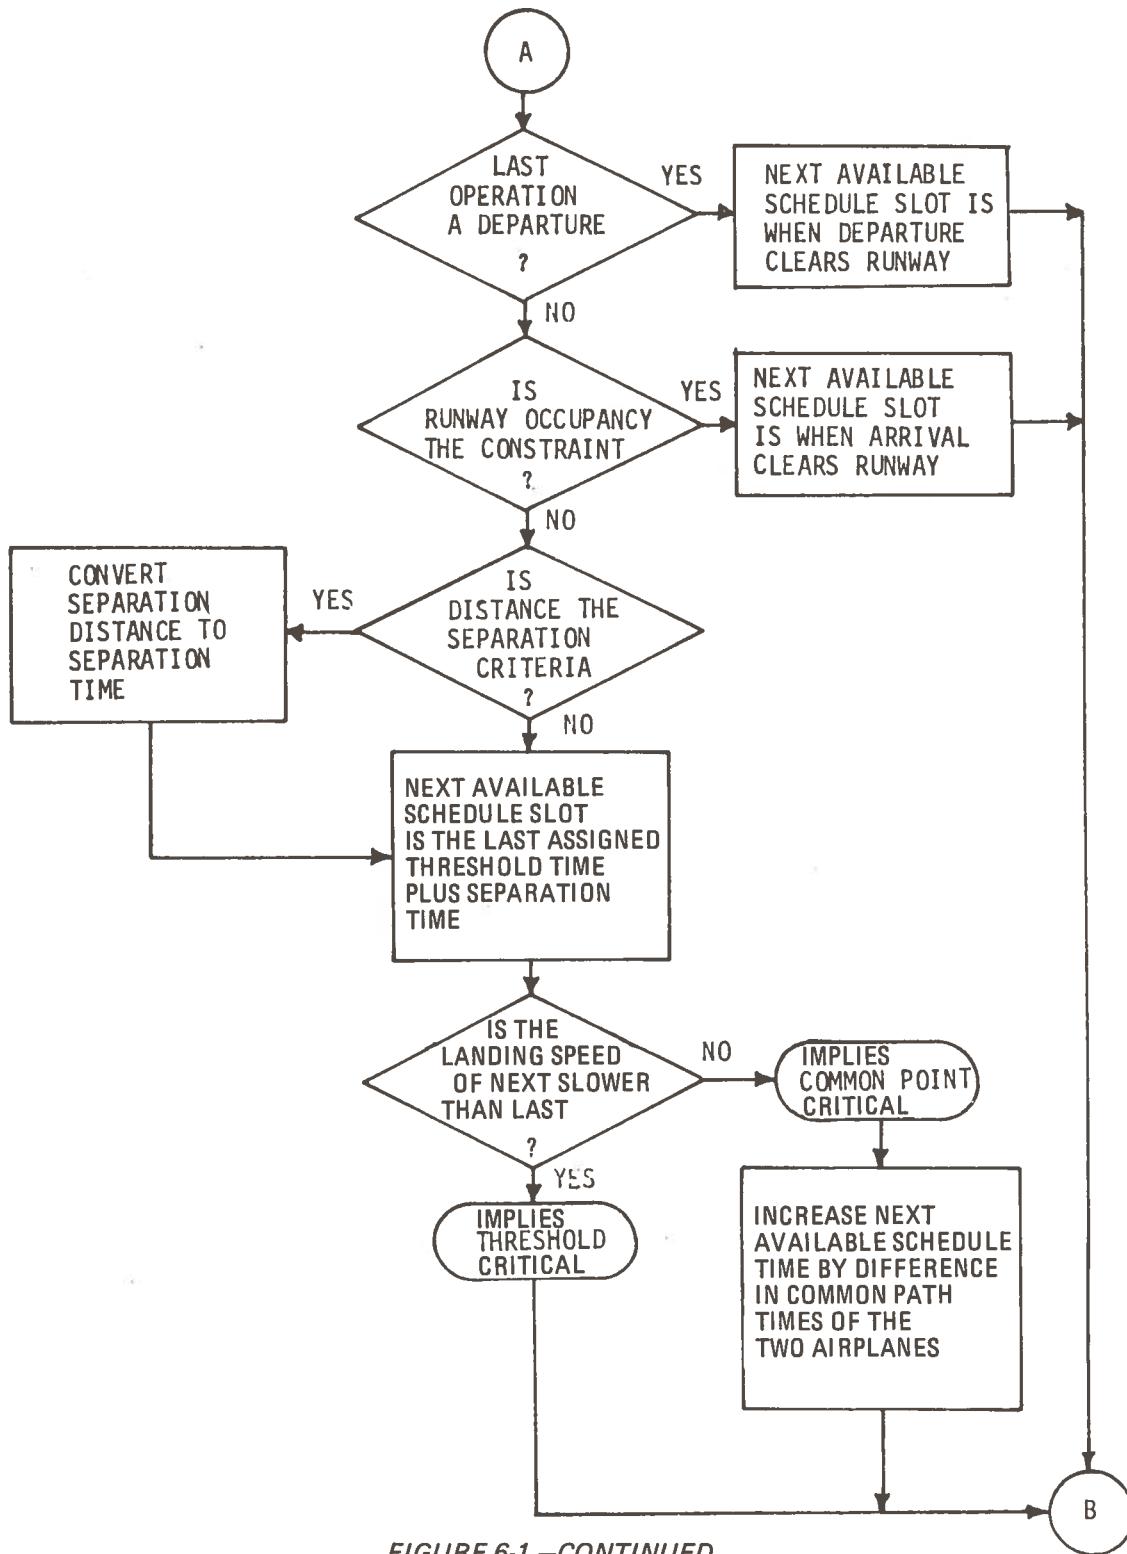 A
LAST
OPERATION
A DEPARTURE
?
YES
NEXT AVAILABLE
SCHEDULE SLOT IS
WHEN DEPARTURE
CLEARS RUNWAY
NO
IS
RUNWAY OCCUPANCY
THE CONSTRAINT
?
YES
NEXT AVAILABLE
SCHEDULE SLOT
IS WHEN ARRIVAL
CLEARS RUNWAY
NO
IS
DISTANCE THE
SEPARATION
CRITERIA
?
YES
CONVERT
SEPARATION
DISTANCE TO
SEPARATION
TIME
NO
NEXT AVAILABLE
SCHEDULE SLOT
IS THE LAST ASSIGNED
THRESHOLD TIME
PLUS SEPARATION
TIME
IS THE
LANDING SPEED
OF NEXT SLOWER
THAN LAST
?
NO
IMPLIES
COMMON POINT
CRITICAL
YES
IMPLIES
THRESHOLD
CRITICAL
INCREASE NEXT
AVAILABLE SCHEDULE
TIME BY DIFFERENCE
IN COMMON PATH
TIMES OF THE
TWO AIRPLANES
B
FIGURE 6-1.—CONTINUED